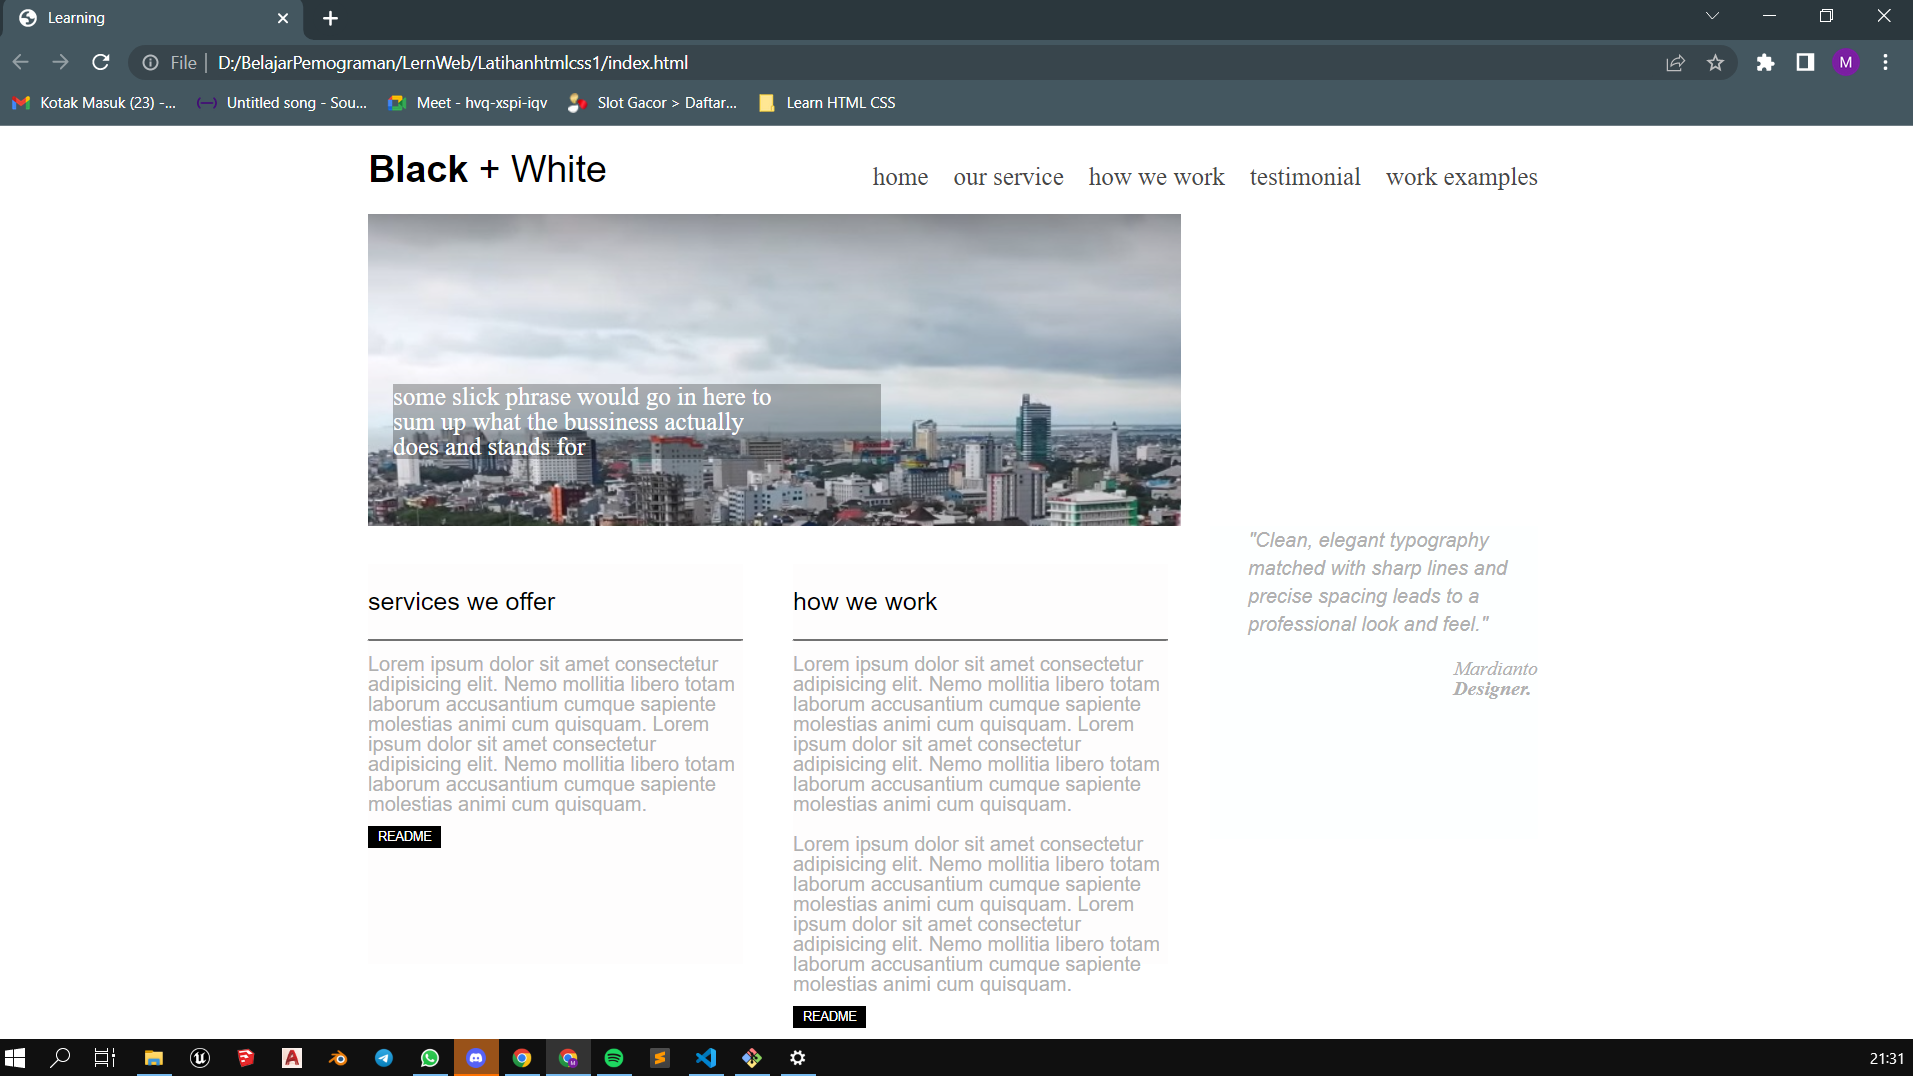 Learning
File
D:/BelajarPemograman/LernWeb/Latihanhtmlcss1/index.html
M
Kotak Masuk (23) -...
Untitled song - Sou...
Meet - hvq-xspi-iqv
Slot Gacor > Daftar...
Learn HTML CSS
Black + White
home our service how we work testimonial work examples
some slick phrase would go in here to
sum up what the bussiness actually
does and stands for
"Clean, elegant typography
matched with sharp lines and
precise spacing leads to a
professional look and feel."
Mardianto
Designer.
services we offer
Lorem ipsum dolor sit amet consectetur
adipisicing elit. Nemo mollitia libero totam
laborum accusantium cumque sapiente
molestias animi cum quisquam. Lorem
ipsum dolor sit amet consectetur
adipisicing elit. Nemo mollitia libero totam
laborum accusantium cumque sapiente
molestias animi cum quisquam.
README
how we work
Lorem ipsum dolor sit amet consectetur
adipisicing elit. Nemo mollitia libero totam
laborum accusantium cumque sapiente
molestias animi cum quisquam. Lorem
ipsum dolor sit amet consectetur
adipisicing elit. Nemo mollitia libero totam
laborum accusantium cumque sapiente
molestias animi cum quisquam.
Lorem ipsum dolor sit amet consectetur
adipisicing elit. Nemo mollitia libero totam
laborum accusantium cumque sapiente
molestias animi cum quisquam. Lorem
ipsum dolor sit amet consectetur
adipisicing elit. Nemo mollitia libero totam
laborum accusantium cumque sapiente
molestias animi cum quisquam.
README
21:31